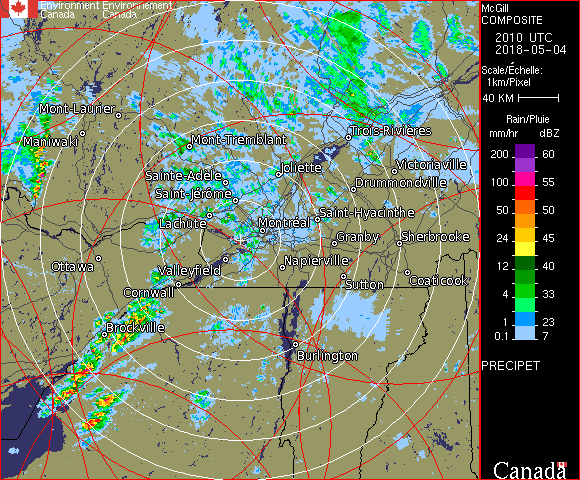 Environment Environnement
Canada Canada
McGill
COMPOSITE
2010 UTC
2018-05-04
Scale/Échelle:
1km/Pixel
40 KM
Rain/Pluie
mm/hr dBZ
200 60
192 57
100 55
50 50
24 45
12 40
4 33
1 23
0.1 7
PRECIPET
Canada
Mont-Laurier
Maniwaki
Mont-Tremblant
Trois-Rivières
Sainte-Adèle
Joliette
Victoriaville
Saint-Jérôme
Drummondville
Lachute
Montréal
Saint-Hyacinthe
Granby
Sherbrooke
Ottawa
Valleyfield
Napierville
Cornwall
Sutton
Coaticook
Brockville
Burlington